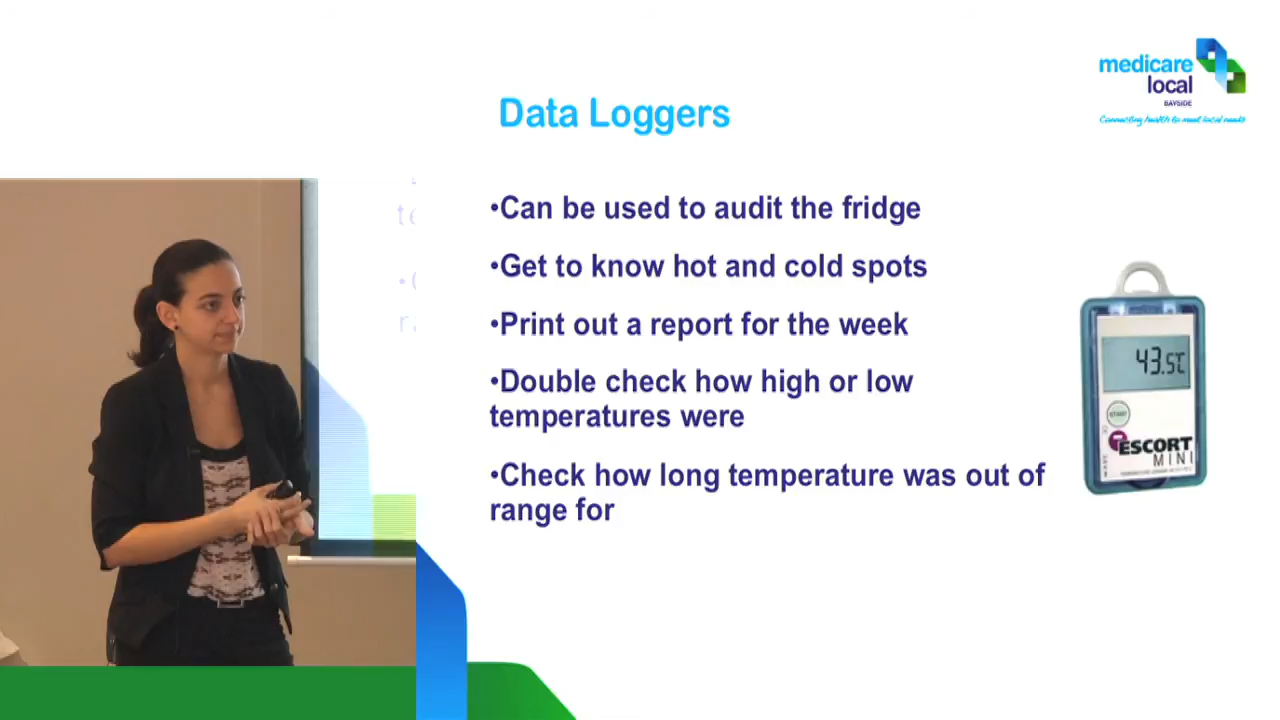 medicare
local
BAYSIDE
Connecting health to meet local needs
Data Loggers
•Can be used to audit the fridge
•Get to know hot and cold spots
•Print out a report for the week
•Double check how high or low
temperatures were
•Check how long temperature was out of
range for
43.5℃
START
ESCORT
MINI